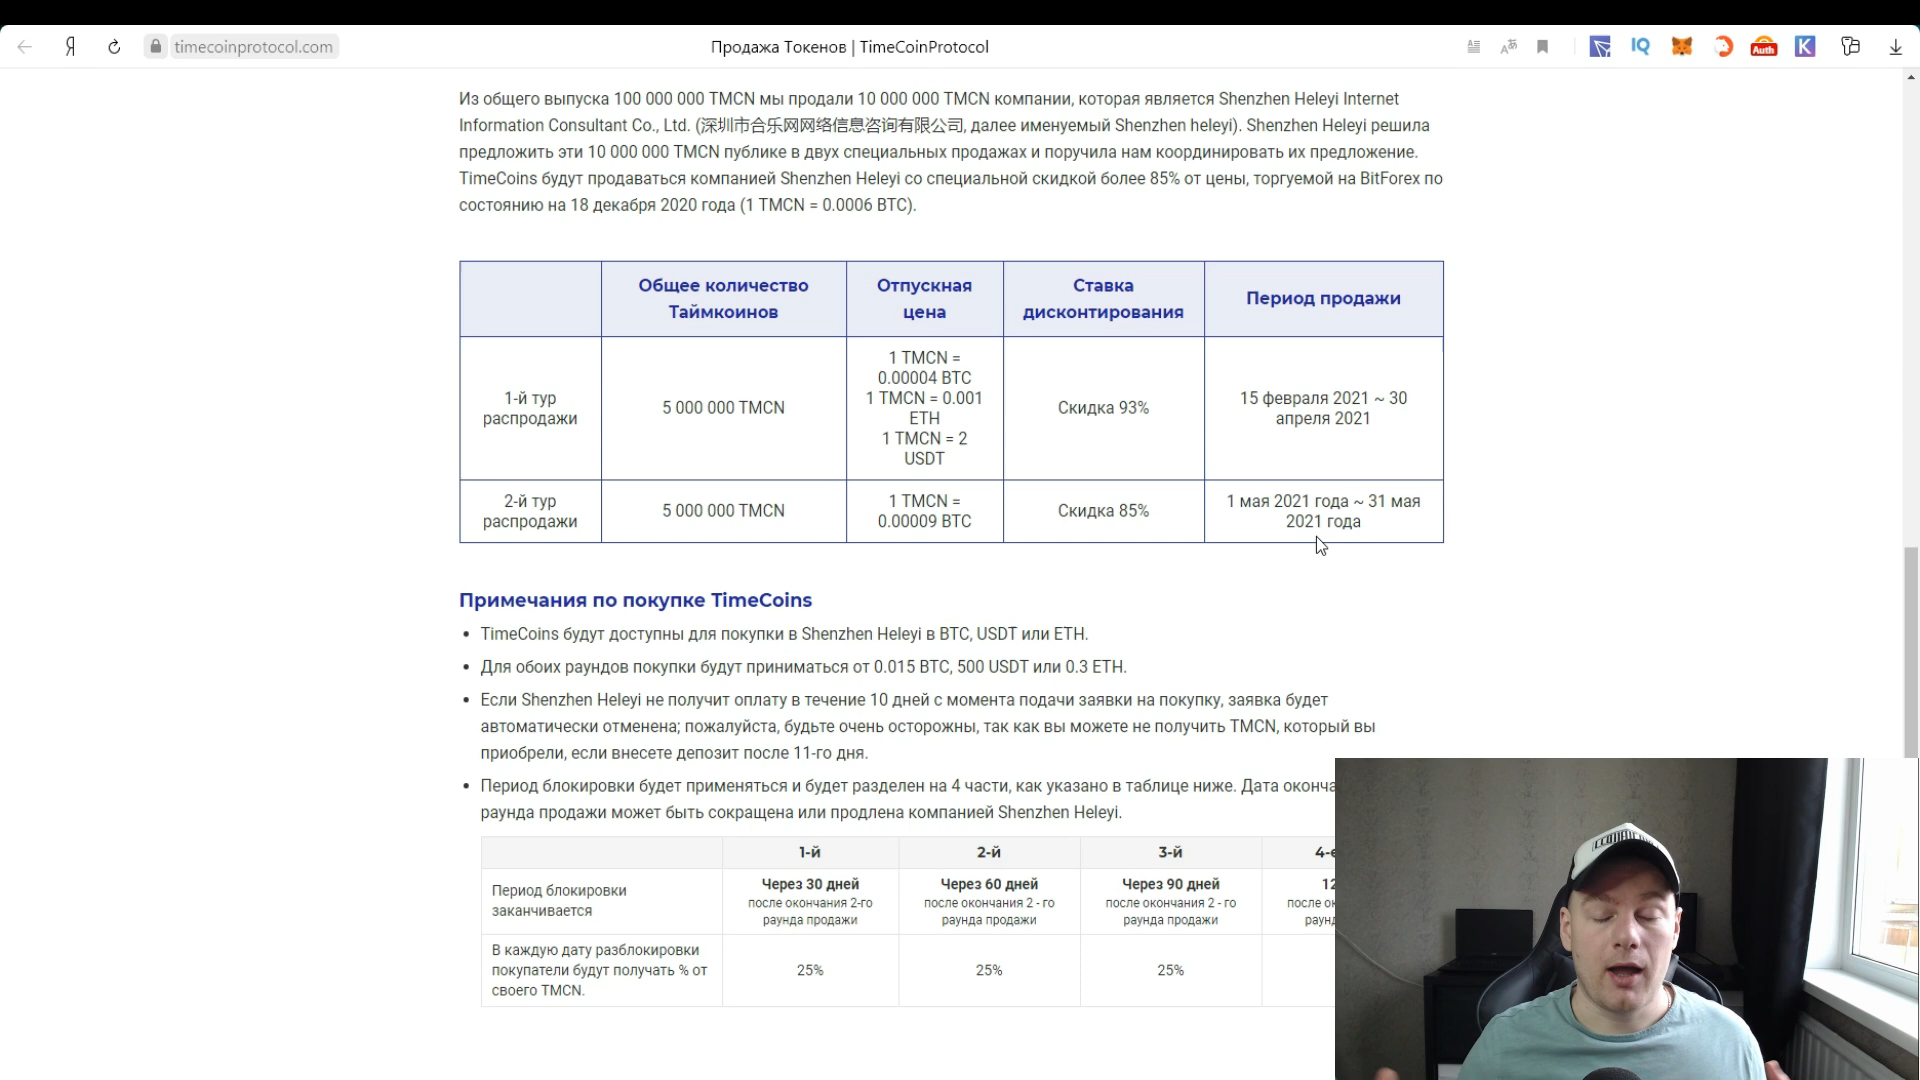 timecoinprotocol.com
Продажа Токенов | TimeCoinProtocol
IQ
Auth
K
Из общего выпуска 100 000 000 TMCN мы продали 10 000 000 TMCN компании, которая является Shenzhen Heleyi Internet
Information Consultant Co., Ltd. (深圳市合乐网网络信息咨询有限公司, далее именуемый Shenzhen heleyi). Shenzhen Heleyi решила
предложить эти 10 000 000 TMCN публике в двух специальных продажах и поручила нам координировать их предложение.
TimeCoins будут продаваться компанией Shenzhen Heleyi со специальной скидкой более 85% от цены, торгуемой на BitForex по
состоянию на 18 декабря 2020 года (1 TMCN = 0.0006 BTC).
Общее количество
Таймкоинов
Отпускная
цена
Ставка
дисконтирования
Период продажи
1-й тур
распродажи
5 000 000 TMCN
1 TMCN =
0.00004 BTC
1 TMCN = 0.001
ETH
1 TMCN = 2
USDT
Скидка 93%
15 февраля 2021 ~ 30
апреля 2021
2-й тур
распродажи
5 000 000 TMCN
1 TMCN =
0.00009 BTC
Скидка 85%
1 мая 2021 года ~ 31 мая
2021 года
Примечания по покупке TimeCoins
• TimeCoins будут доступны для покупки в Shenzhen Heleyi в BTC, USDT или ETH.
• Для обоих раундов покупки будут приниматься от 0.015 BTC, 500 USDT или 0.3 ETH.
• Если Shenzhen Heleyi не получит оплату в течение 10 дней с момента подачи заявки на покупку, заявка будет
автоматически отменена; пожалуйста, будьте очень осторожны, так как вы можете не получить TMCN, который вы
приобрели, если внесете депозит после 11-го дня.
• Период блокировки будет применяться и будет разделен на 4 части, как указано в таблице ниже. Дата оконча
раунда продажи может быть сокращена или продлена компанией Shenzhen Heleyi.
1-й
2-й
3-й
4-е
Период блокировки
заканчивается
Через 30 дней
после окончания 2-го
раунда продажи
Через 60 дней
после окончания 2 - го
раунда продажи
Через 90 дней
после окончания 2 - го
раунда продажи
12
после ок
раун
В каждую дату разблокировки
покупатели будут получать % от
своего TMCN.
25%
25%
25%